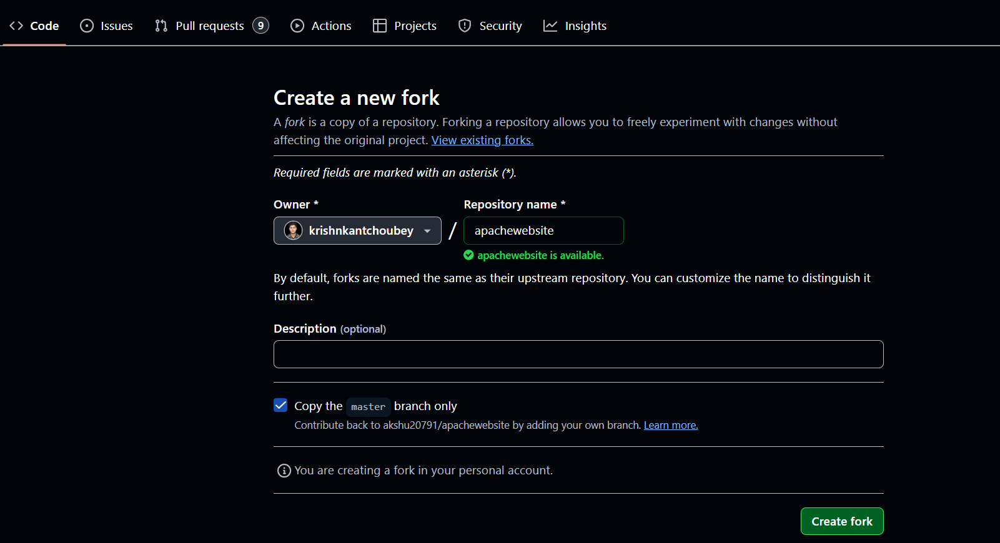 Code Issues Pull requests 9 Actions Projects Security Insights
Create a new fork
A fork is a copy of a repository. Forking a repository allows you to freely experiment with changes without
affecting the original project. View existing forks.
Required fields are marked with an asterisk (*).
Owner * Repository name *
krishnkantchoubey / apachewebsite
apachewebsite is available.
By default, forks are named the same as their upstream repository. You can customize the name to distinguish it
further.
Description (optional)
Copy the master branch only
Contribute back to akshu20791/apachewebsite by adding your own branch. Learn more.
You are creating a fork in your personal account.
Create fork